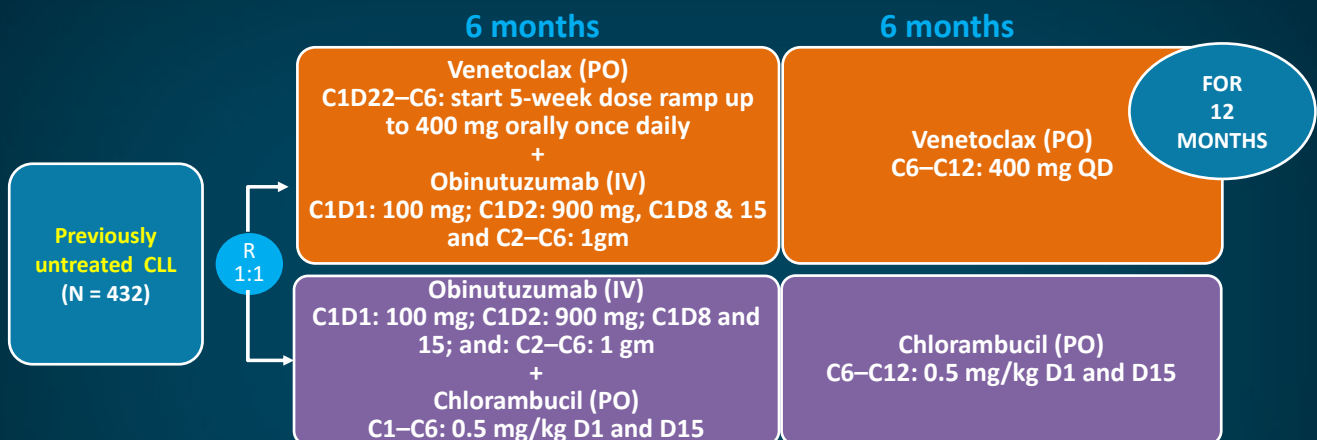 6 months
6 months
Venetoclax (PO)
C1D22–C6: start 5-week dose ramp up
to 400 mg orally once daily
+
Obinutuzumab (IV)
C1D1: 100 mg; C1D2: 900 mg, C1D8 & 15
and C2–C6: 1gm
Venetoclax (PO)
C6–C12: 400 mg QD
FOR
12
MONTHS
Previously
untreated CLL
(N = 432)
R
1:1
Obinutuzumab (IV)
C1D1: 100 mg; C1D2: 900 mg; C1D8 and
15; and: C2–C6: 1 gm
+
Chlorambucil (PO)
C1–C6: 0.5 mg/kg D1 and D15
Chlorambucil (PO)
C6–C12: 0.5 mg/kg D1 and D15